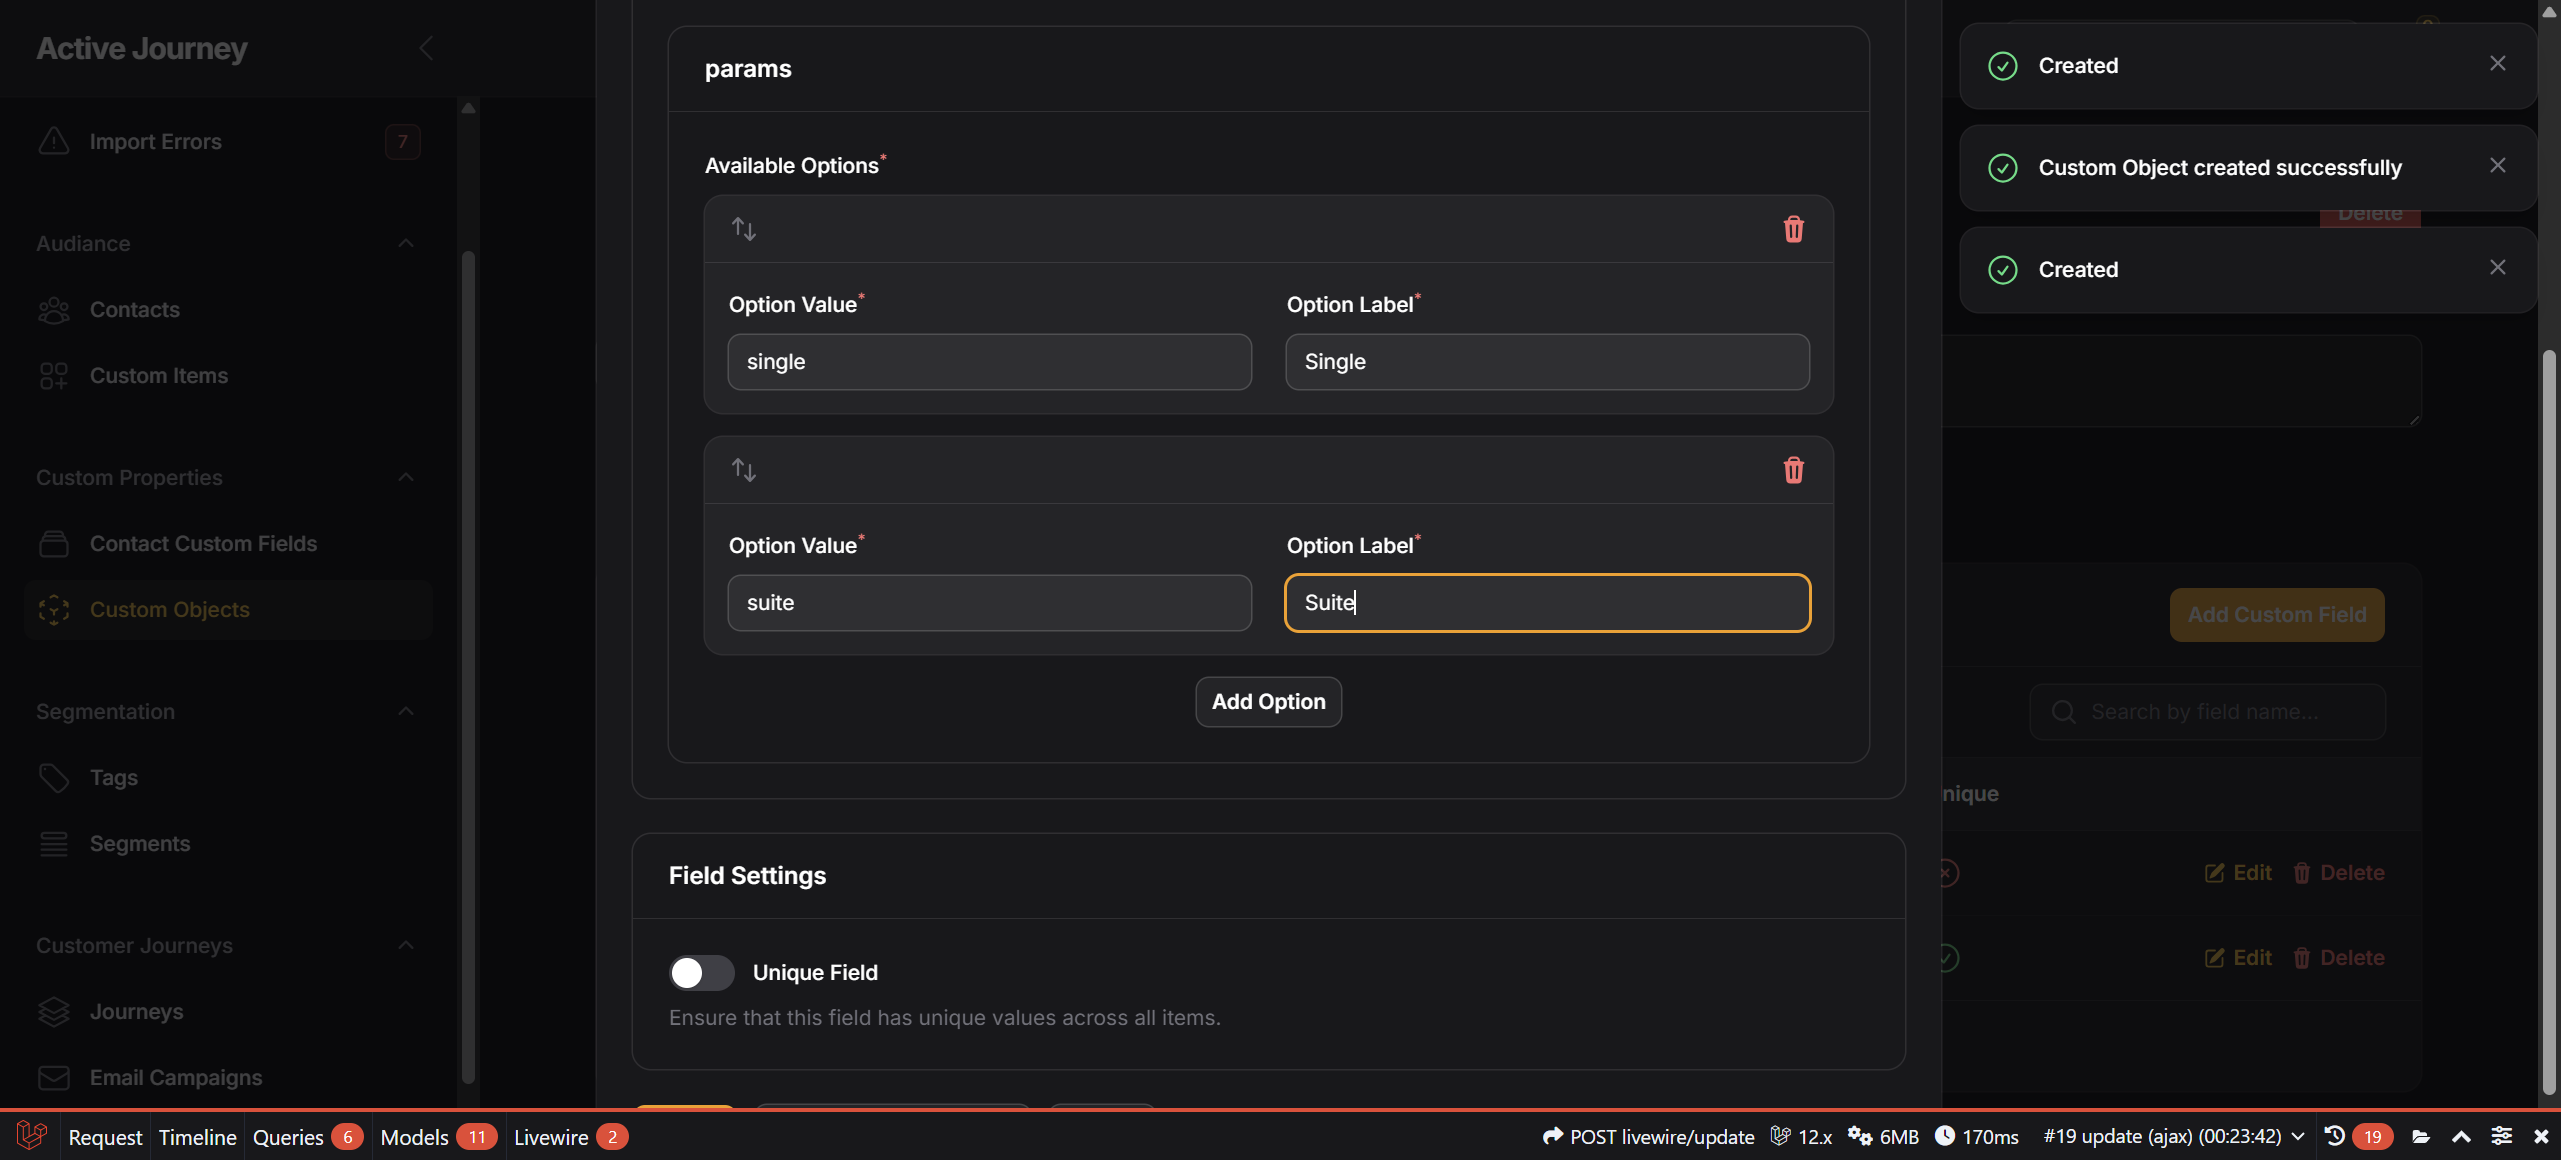 Active Journey
Import Errors 7
Audiance
Contacts
Custom Items
Custom Properties
Contact Custom Fields
Custom Objects
Segmentation
Tags
Segments
Customer Journeys
Journeys
Email Campaigns
params
Available Options*
Option Value* Option Label*
single Single
Option Value* Option Label*
suite Suite
Add Option
Field Settings
Unique Field
Ensure that this field has unique values across all items.
Created
Custom Object created successfully
Delete
Created
Add Custom Field
Search by field name...
nique
Edit Delete
Edit Delete
Request Timeline Queries 6 Models 11 Livewire 2 POST livewire/update 12.x 6MB 170ms #19 update (ajax) (00:23:42) 19